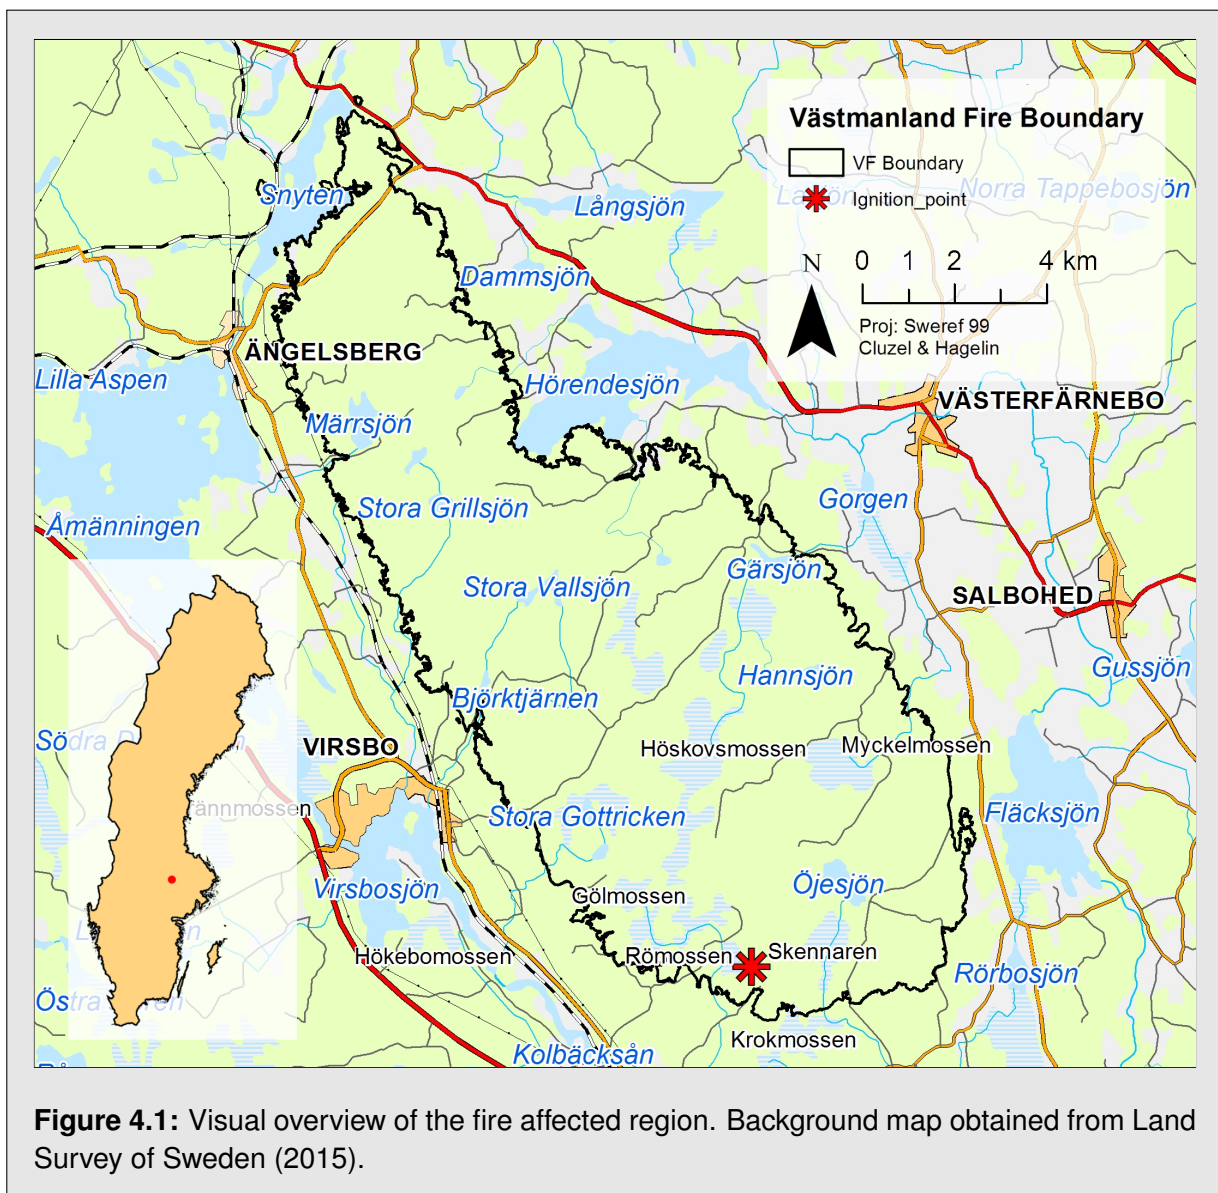 Västmanland Fire Boundary
VF Boundary
Ignition_point
N 0 1 2 4 km
Proj: Sweref 99
Cluzel & Hagelin
Norra Tappebosjön
Snyten
Långsjön
Dammsjön
ÄNGELSBERG
Lilla Aspen
Hörendesjön
VÄSTERFÄRNEBO
Märrsjön
Stora Grillsjön
Gorgen
Åmänningen
Gärsjön
Stora Vallsjön
SALBOHED
Gussjön
Hannsjön
Björktjärnen
Södra
VIRSBO
Höskovsmossen
Myckelmossen
ännmossen
Stora Gottricken
Fläcksjön
Virsbosjön
Gölmossen
Öjesjön
Hökebomossen
Römossen
Skennaren
Rörbosjön
Östra
Krokmossen
Kolbäcksån
Figure 4.1: Visual overview of the fire affected region. Background map obtained from Land
Survey of Sweden (2015).